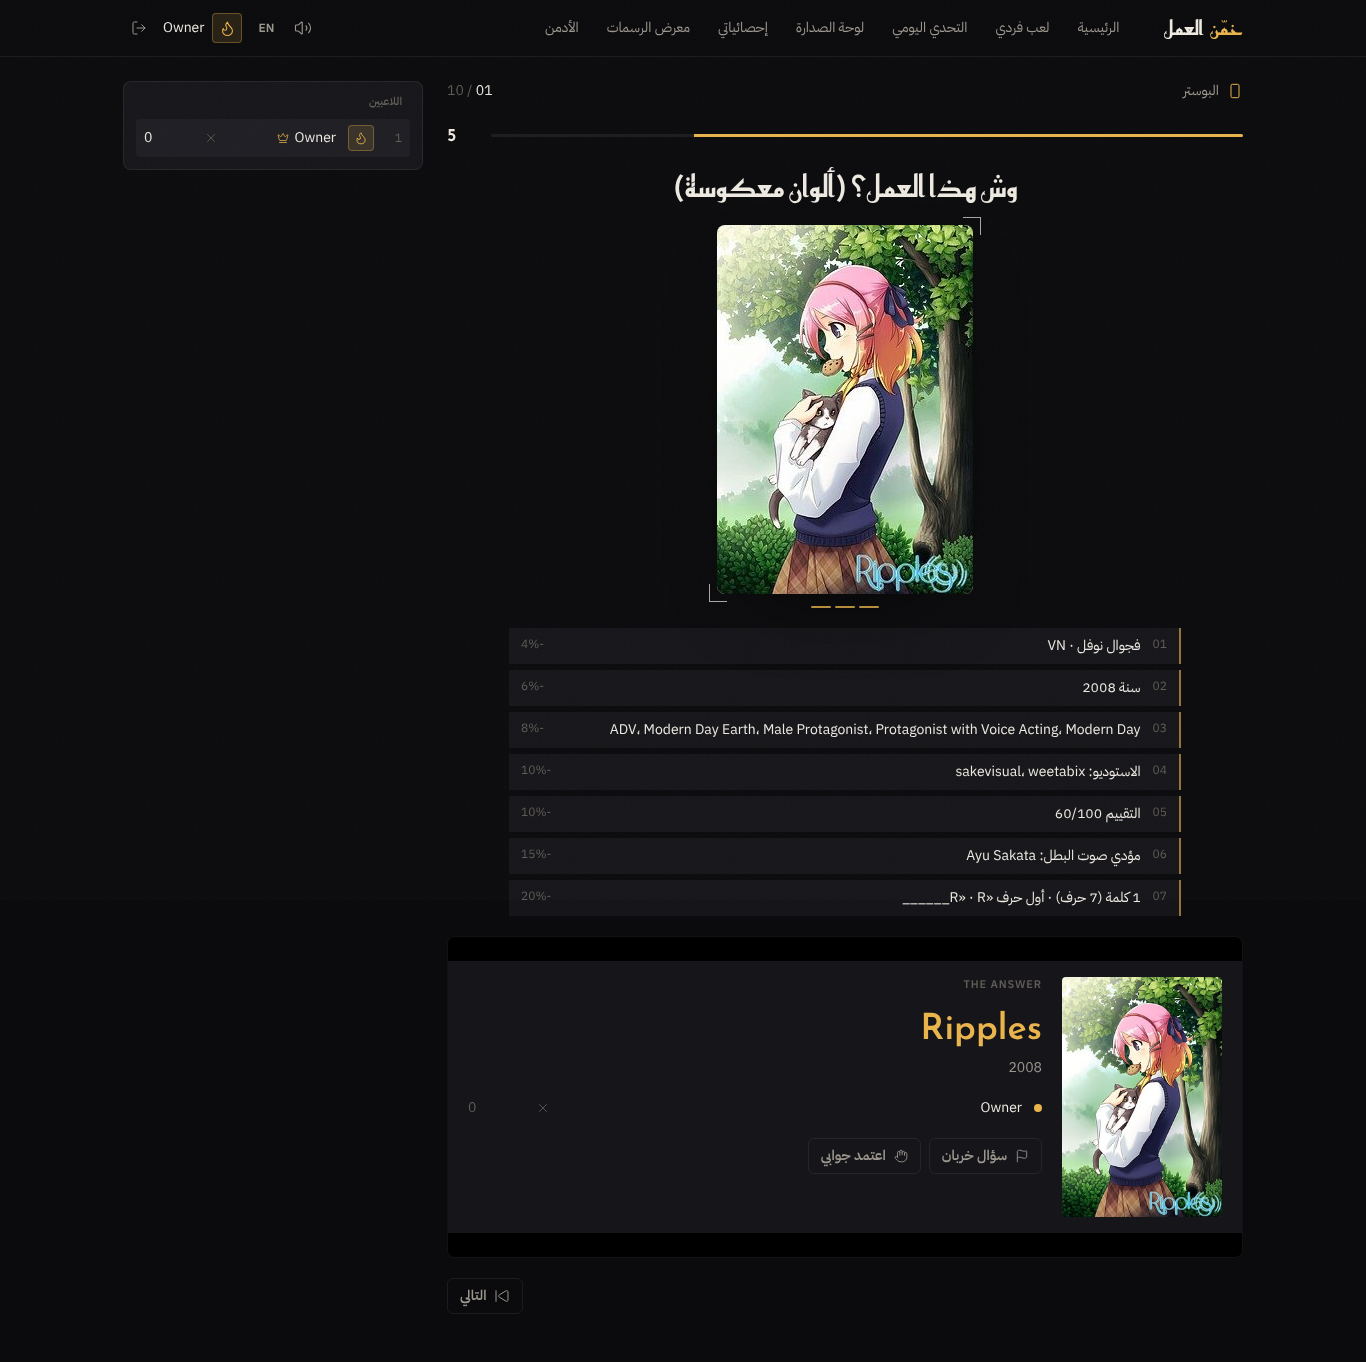 خمّن العمل
الرئيسية
لعب فردي
التحدي اليومي
لوحة الصدارة
إحصائياتي
معرض الرسمات
الأدمن
EN
Owner
البوستر
01 / 10
5
وش هذا العمل؟ (ألوان معكوسة)
Ripples
01 فجوال نوفل · VN -4%
02 سنة 2008 -6%
03 ADV، Modern Day Earth، Male Protagonist، Protagonist with Voice Acting، Modern Day -8%
04 الاستوديو: sakevisual، weetabix -10%
05 التقييم 60/100 -10%
06 مؤدي صوت البطل: Ayu Sakata -15%
07 1 كلمة (7 حرف) · أول حرف «R» · R______ -20%
THE ANSWER
Ripples
2008
Owner 0
سؤال خربان
اعتمد جوابي
Ripples
التالي
اللاعبين
1 Owner 0